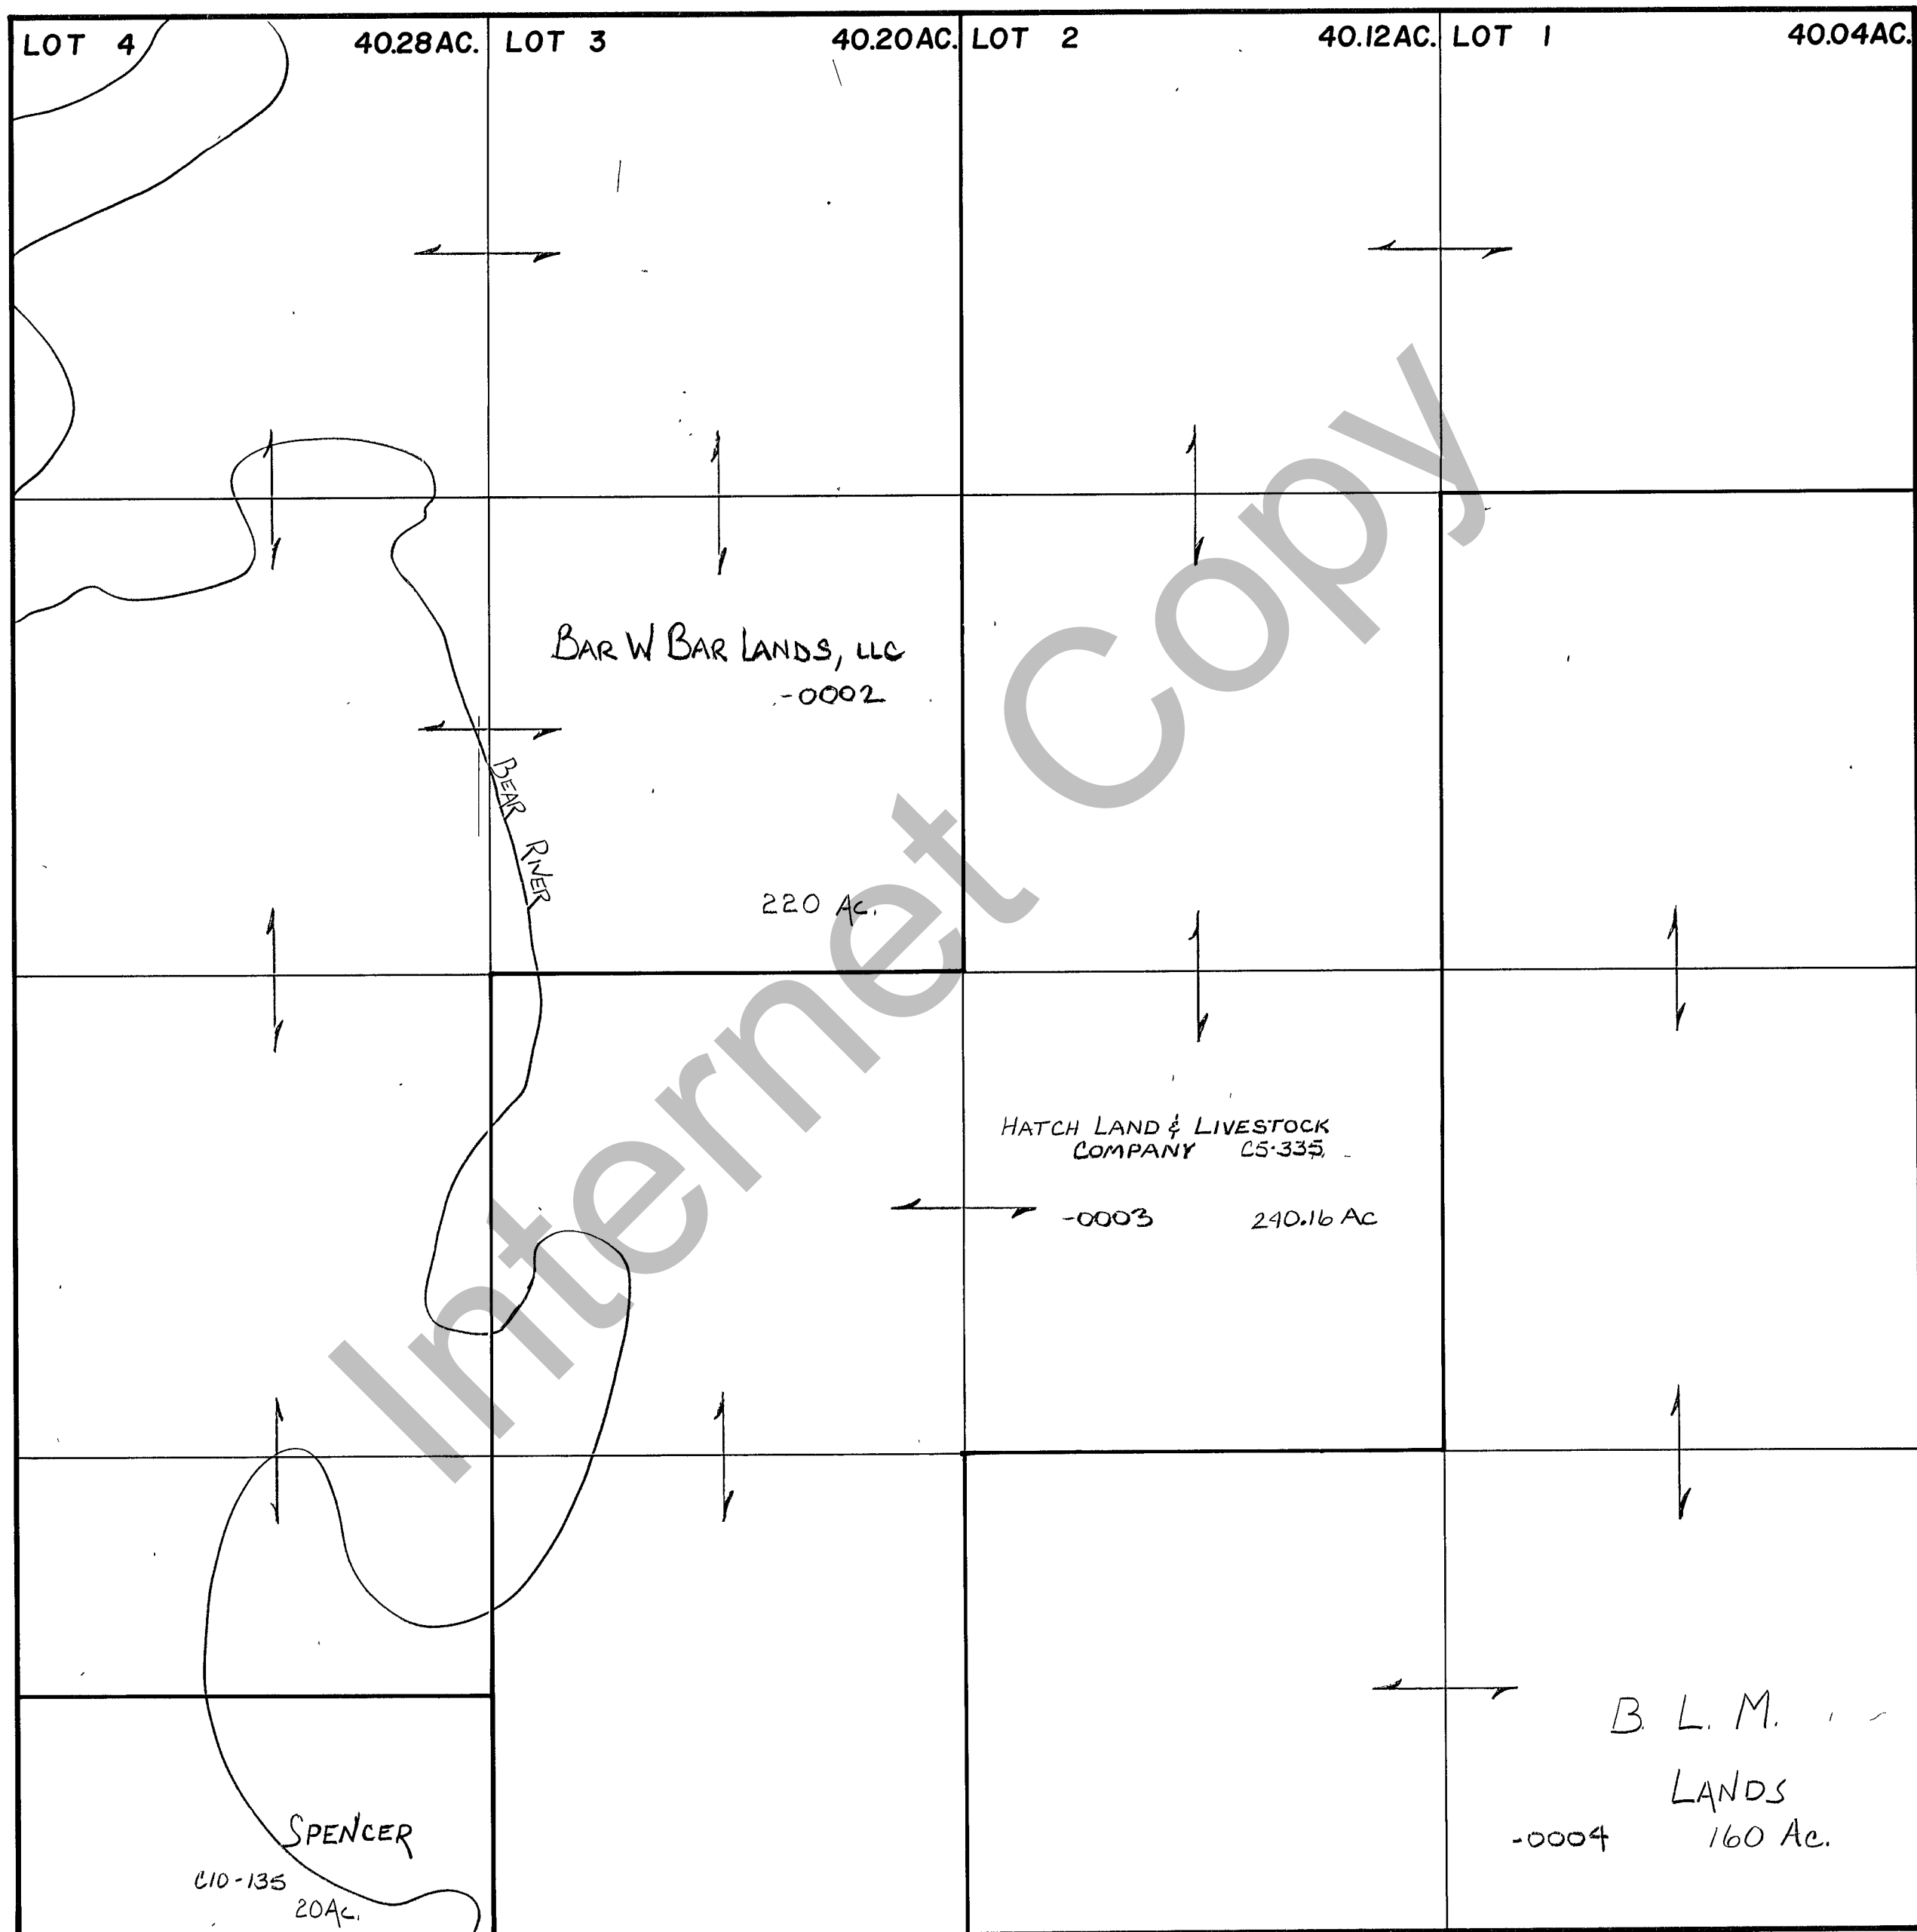 LOT 4 40.28AC. LOT 3 40.20AC. LOT 2 40.12AC. LOT 1 40.04AC.
BAR W BAR LANDS, LLC
-0002
BEAR RIVER
220 AC.
HATCH LAND & LIVESTOCK
COMPANY C5-335
-0003 240.16 AC
B. L. M.
LANDS
-0004 160 Ac.
SPENCER
C10-135
20AC.
Internet Copy